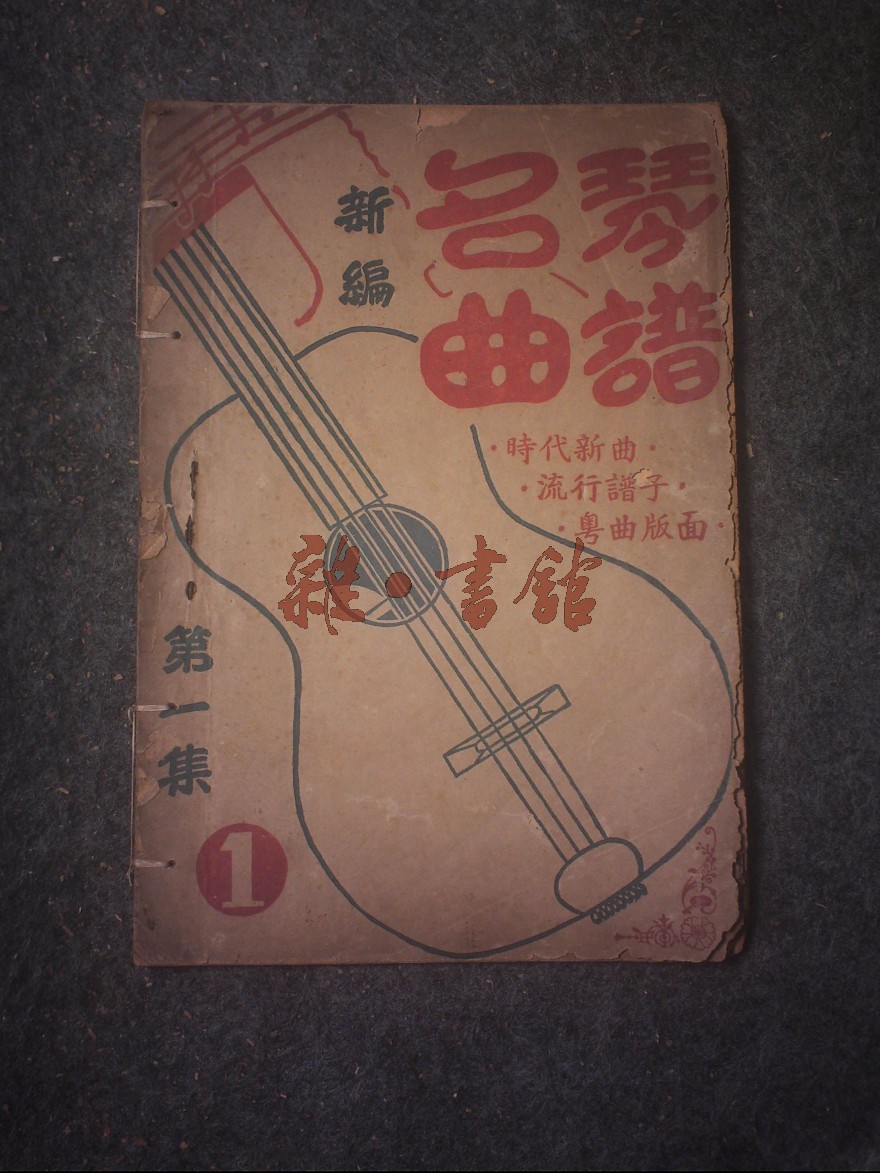 新編
琴譜
名曲
·時代新曲·
·流行譜子·
·粵曲版面·
雜·書館
第一集
1